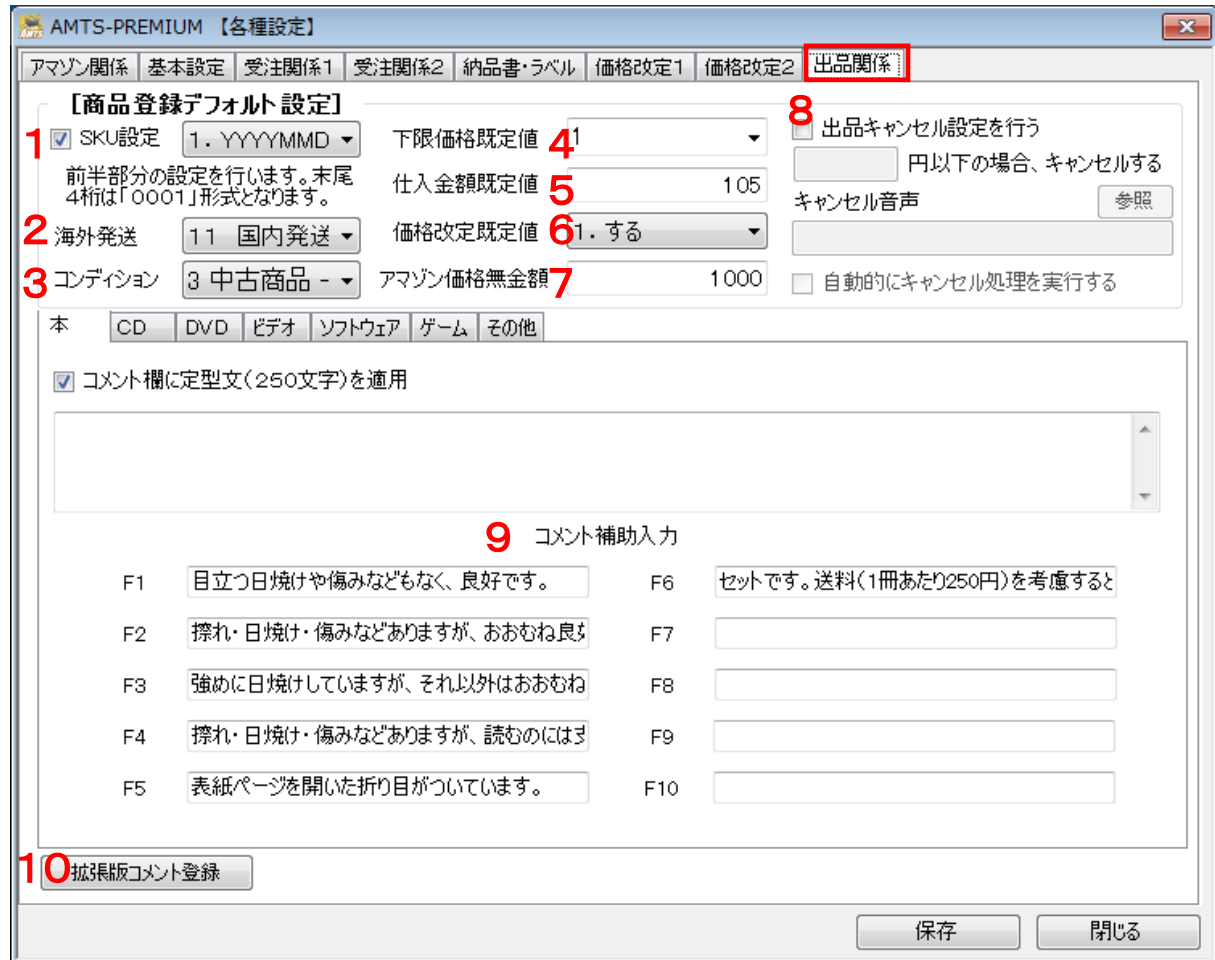 AMTS-PREMIUM 【各種設定】
アマゾン関係 基本設定 受注関係1 受注関係2 納品書・ラベル 価格改定1 価格改定2 出品関係
[商品登録デフォルト設定]
1 SKU設定 1. YYYYMMD
前半部分の設定を行います。末尾
4桁は「0001」形式となります。
2 海外発送 11 国内発送
3 コンディション 3 中古商品 -
下限価格既定値 4 1
仕入金額既定値 5 105
価格改定既定値 6 1. する
アマゾン価格無金額 7 1000
8 出品キャンセル設定を行う
円以下の場合、キャンセルする
キャンセル音声 参照
自動的にキャンセル処理を実行する
本 CD DVD ビデオ ソフトウェア ゲーム その他
コメント欄に定型文(250文字)を適用
9 コメント補助入力
F1 目立つ日焼けや傷みなどもなく、良好です。
F2 擦れ・日焼け・傷みなどありますが、おおむね良
F3 強めに日焼けしていますが、それ以外はおおむね
F4 擦れ・日焼け・傷みなどありますが、読むのには
F5 表紙ページを開いた折り目がついています。
F6 セットです。送料(1冊あたり250円)を考慮すると
F7
F8
F9
F10
10 拡張版コメント登録
保存 閉じる